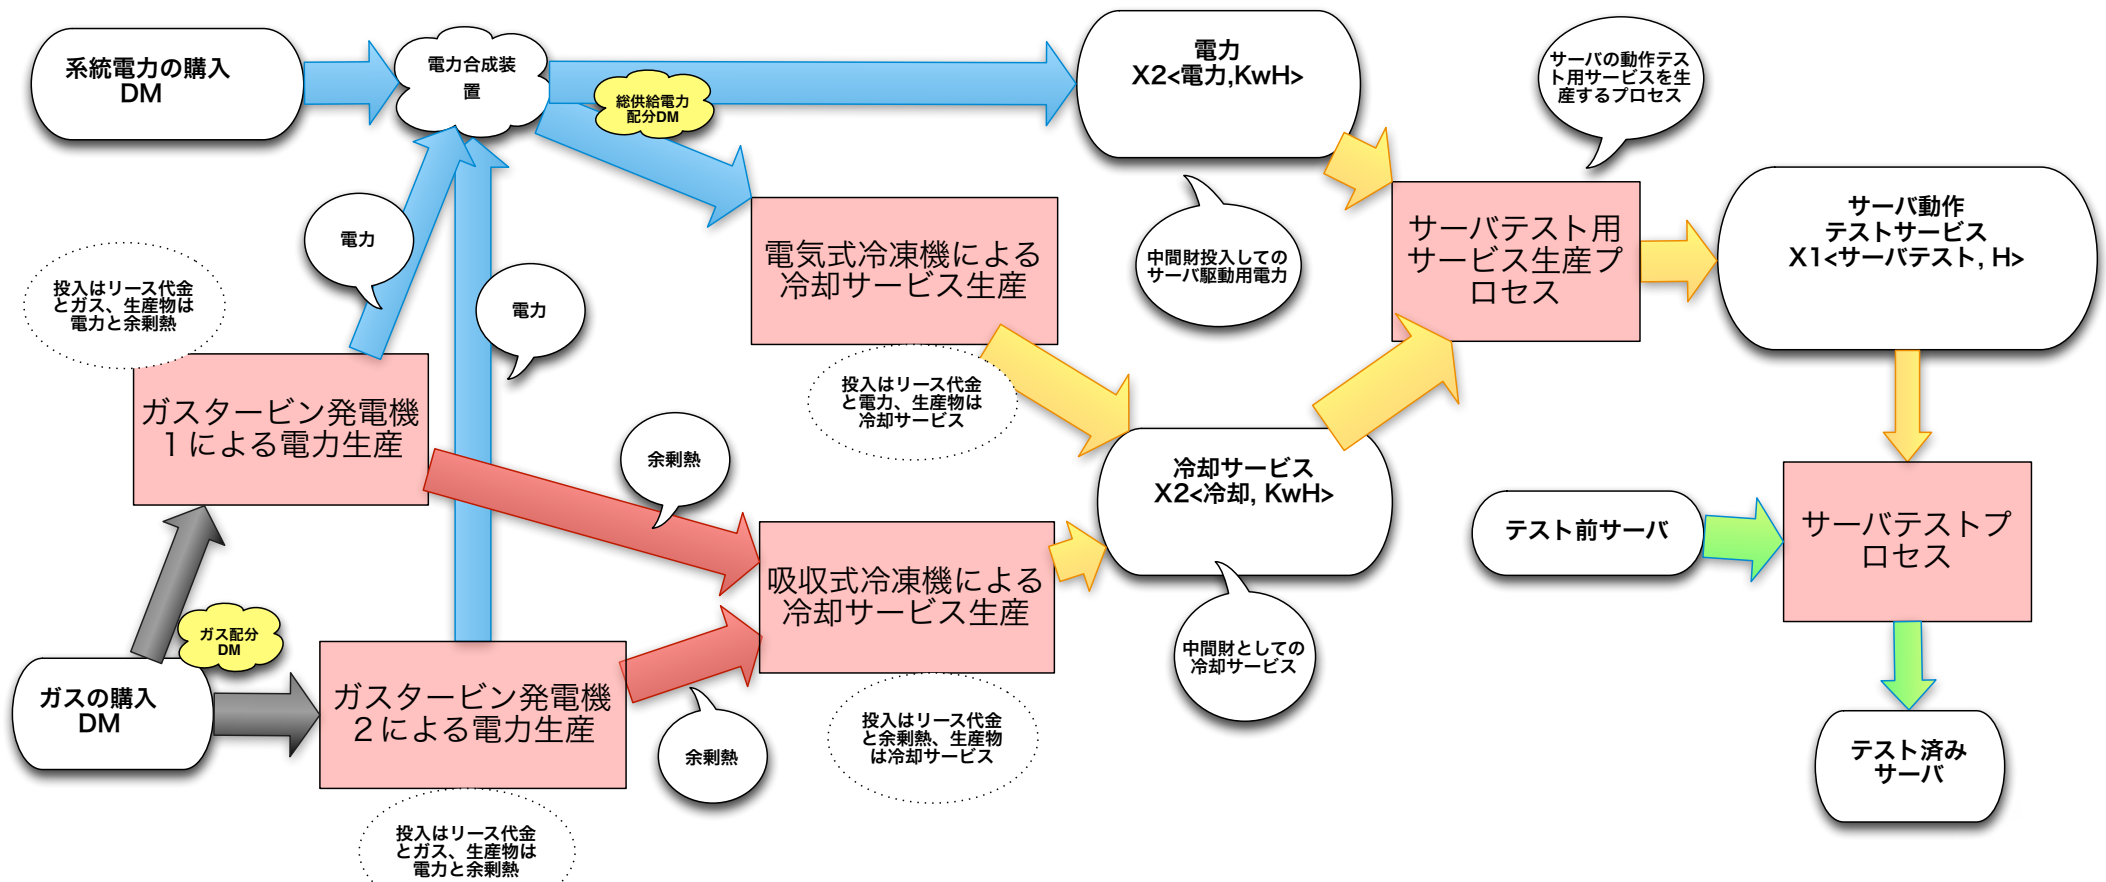 系統電力の購入
DM
電力合成装
置
総供給電力
配分DM
電力
X2<電力,KwH>
サーバの動作テス
ト用サービスを生
産するプロセス
電力
電力
投入はリース代金
とガス、生産物は
電力と余剰熱
電気式冷凍機による
冷却サービス生産
中間財投入しての
サーバ駆動用電力
サーバテスト用
サービス生産プ
ロセス
サーバ動作
テストサービス
X1<サーバテスト, H>
ガスタービン発電機
1による電力生産
余剰熱
投入はリース代金
と電力、生産物は
冷却サービス
冷却サービス
X2<冷却, KwH>
テスト前サーバ
サーバテストプ
ロセス
吸収式冷凍機による
冷却サービス生産
ガス配分
DM
ガスの購入
DM
ガスタービン発電機
２による電力生産
余剰熱
投入はリース代金
と余剰熱、生産物
は冷却サービス
中間財としての
冷却サービス
テスト済み
サーバ
投入はリース代金
とガス、生産物は
電力と余剰熱